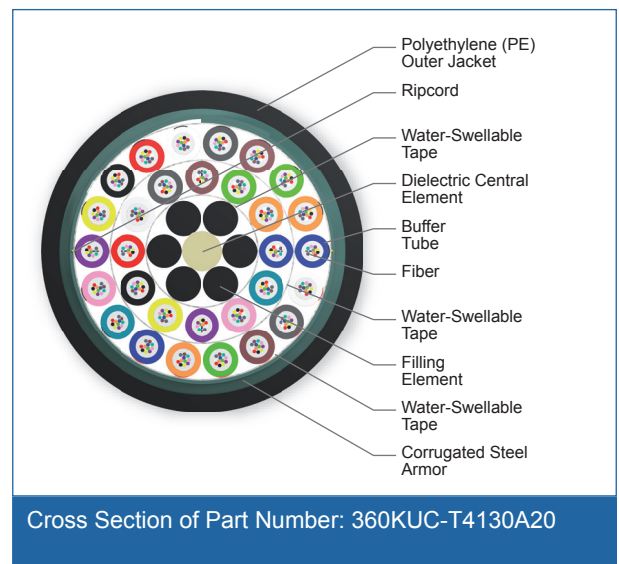 Polyethylene (PE)
Outer Jacket
Ripcord
Water-Swellable
Tape
Dielectric Central
Element
Buffer
Tube
Fiber
Water-Swellable
Tape
Filling
Element
Water-Swellable
Tape
Corrugated Steel
Armor
Cross Section of Part Number: 360KUC-T4130A20